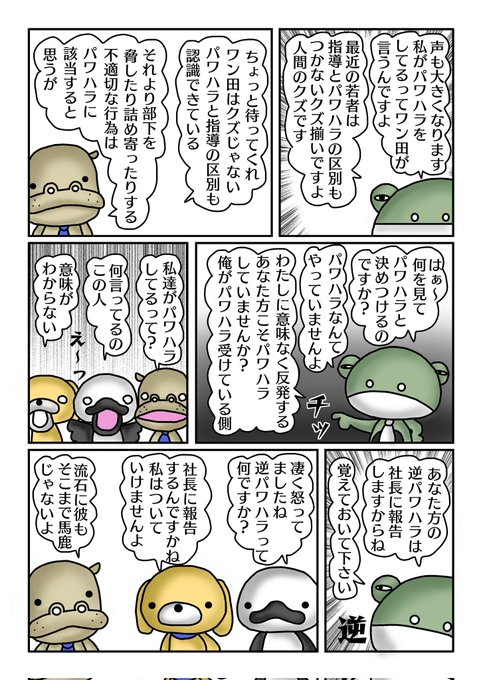 声も大きくなります
私がパワハラを
してるってワン田が
言うんですよ
最近の若者は
指導とパワハラの区別も
つかないクズ揃いですよ
人間のクズです
ちょっと待ってくれ
ワン田はクズじゃない
パワハラと指導の区別も
認識できている
それより部下を
脅したり詰め寄ったりする
不適切な行為は
パワハラに
該当すると
思うが
はぁ〜
何を見て
パワハラと
決めつけるの
ですか?
パワハラなんて
やっていませんよ
わたしに意味なく反発する
あなた方こそパワハラ
していませんか?
俺がパワハラ受けている側
チッ
私達がパワハラ
してるって?
何言ってるの
この人
え〜っ
意味が
わからない
あなた方の
逆パワハラは
社長に報告
しますからね
覚えておいて下さい
逆
凄く怒って
ましたね
逆パワハラって
何ですか?
社長に報告
するんですかね
私はついて
いけませんよ
流石に彼も
そこまで馬鹿
じゃないよ